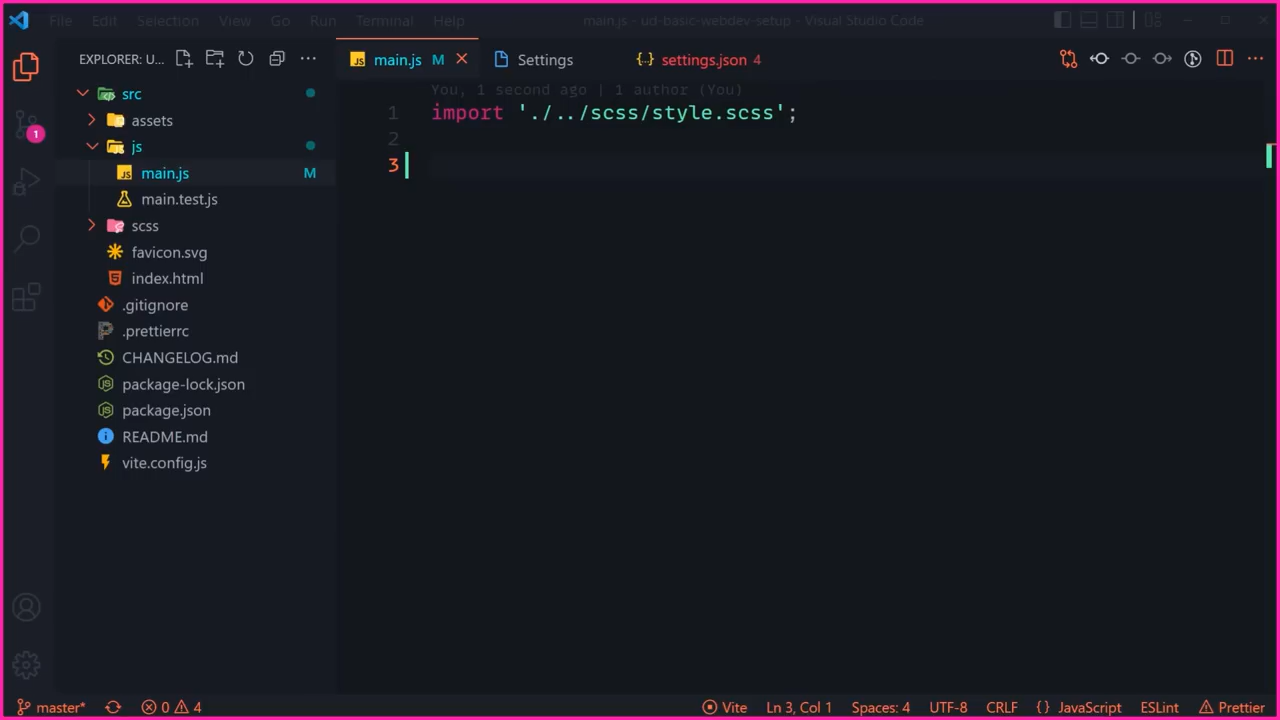 File Edit Selection View Go Run Terminal Help main.js - ud-basic-webdev-setup - Visual Studio Code
EXPLORER: U...
main.js M
Settings
settings.json 4
src
assets
js
main.js M
main.test.js
scss
favicon.svg
index.html
.gitignore
.prettierrc
CHANGELOG.md
package-lock.json
package.json
README.md
vite.config.js
1
You, 1 second ago | 1 author (You)
1 import './../scss/style.scss';
2
3
master* 0 4 Vite Ln 3, Col 1 Spaces: 4 UTF-8 CRLF {} JavaScript ESLint Prettier